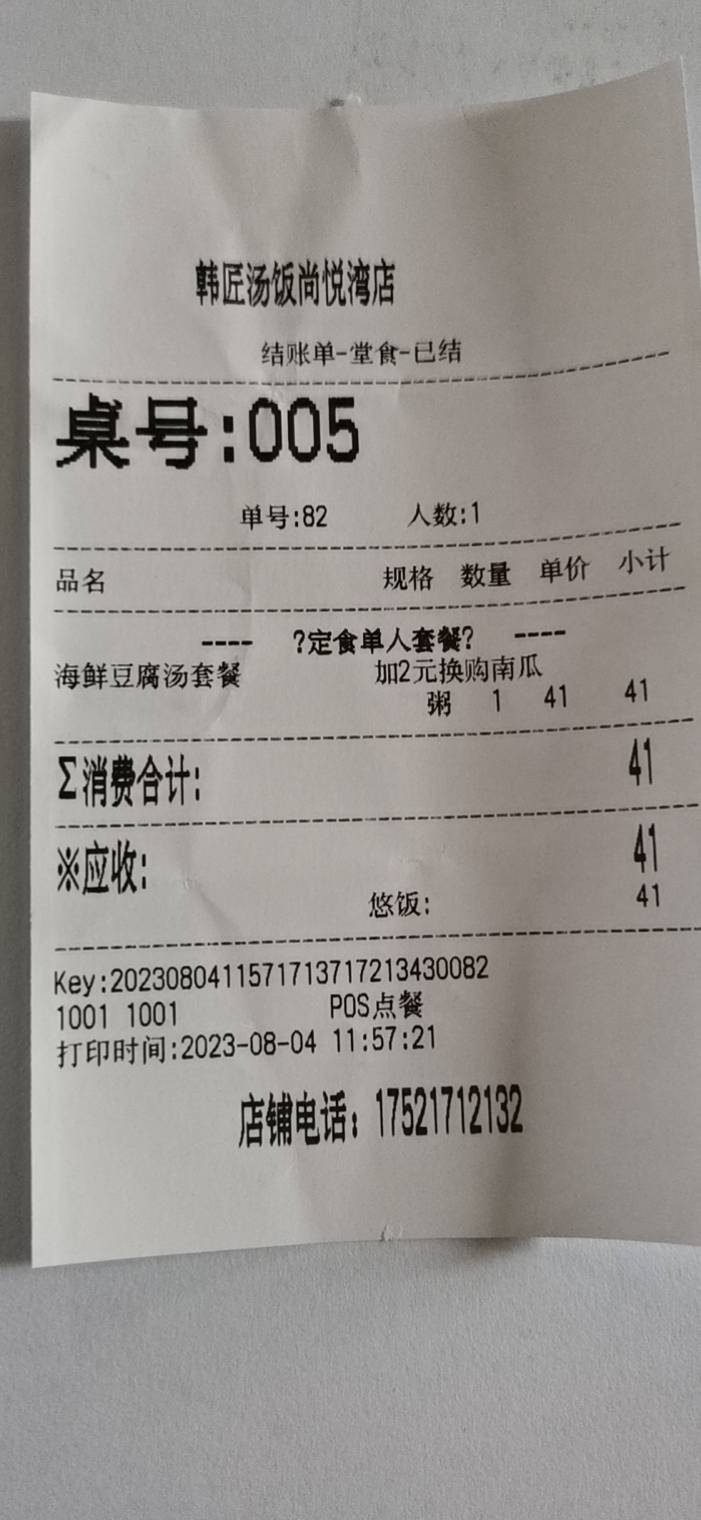 韩匠汤饭尚悦湾店
结账单-堂食-已结
桌号:005
单号:82 人数:1
品名 规格 数量 单价 小计
---- ?定食单人套餐? ----
海鲜豆腐汤套餐 加2元换购南瓜
粥 1 41 41
Σ消费合计: 41
※应收: 41
悠饭: 41
Key:2023080411571713717213430082
1001 1001 POS点餐
打印时间:2023-08-04 11:57:21
店铺电话：17521712132